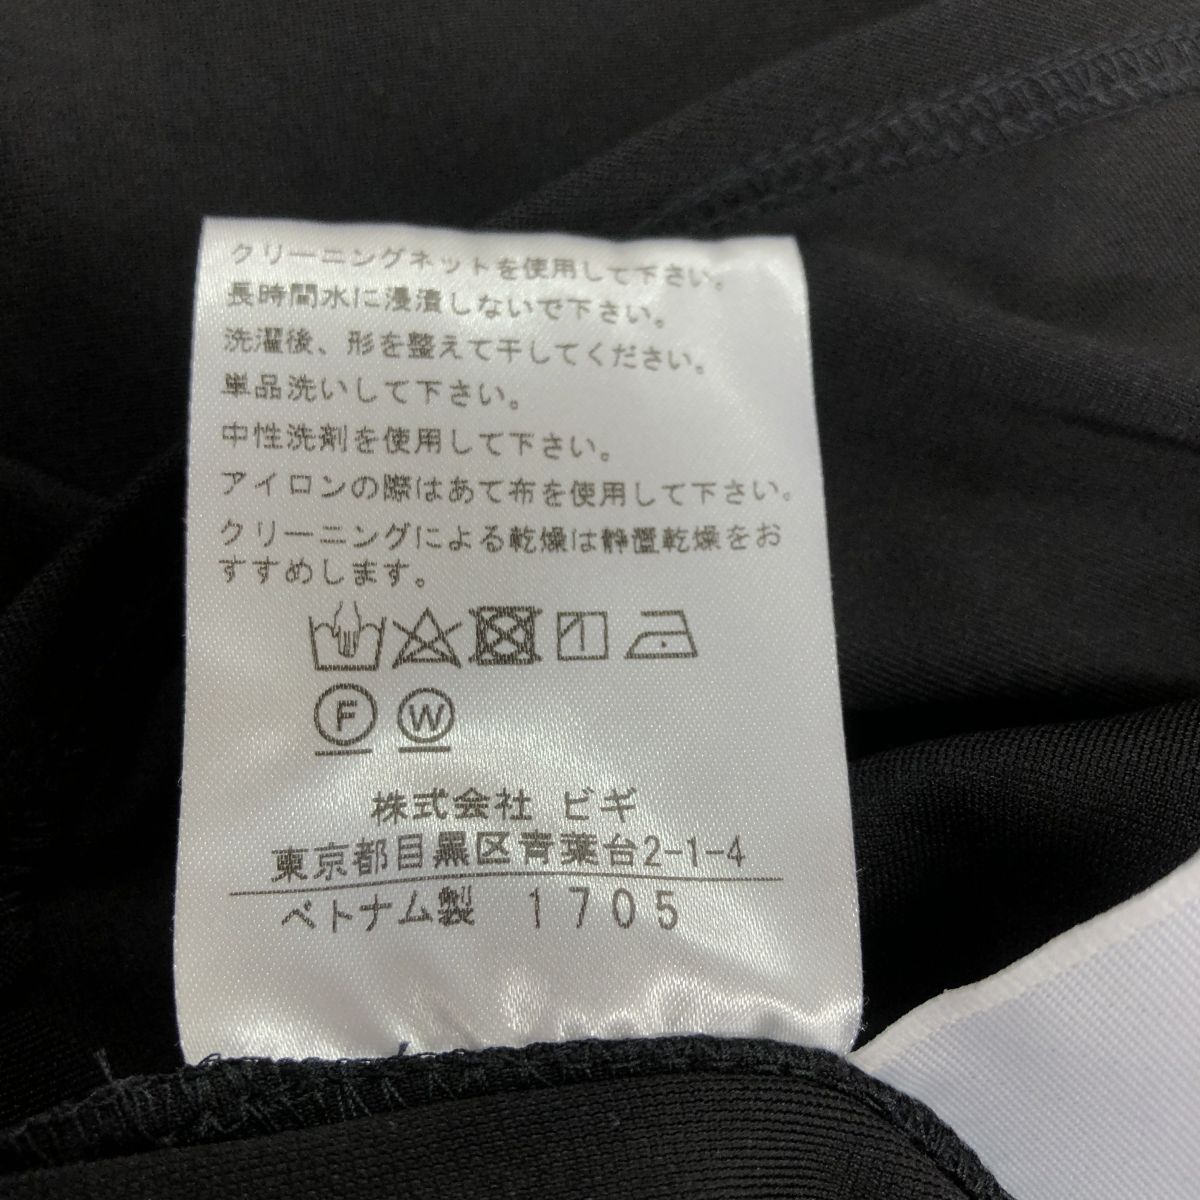 クリーニングネットを使用して下さい。
長時間水に浸漬しないで下さい。
洗濯後、形を整えて干してください。
単品洗いして下さい。
中性洗剤を使用して下さい。
アイロンの際はあて布を使用して下さい。
クリーニングによる乾燥は静置乾燥をお
すすめします。
F W
株式会社 ビギ
東京都目黒区青葉台2-1-4
ベトナム製 1705